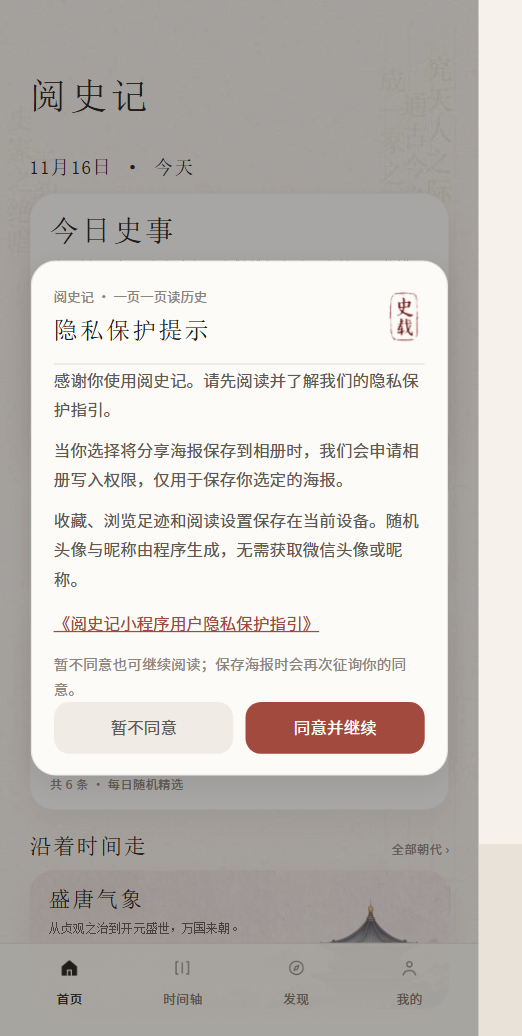 阅史记
11月16日 • 今天
今日史事
阅史记 • 一页一页读历史
隐私保护提示
史
载
感谢你使用阅史记。请先阅读并了解我们的隐私保
护指引。
当你选择将分享海报保存到相册时，我们会申请相
册写入权限，仅用于保存你选定的海报。
收藏、浏览足迹和阅读设置保存在当前设备。随机
头像与昵称由程序生成，无需获取微信头像或昵
称。
《阅史记小程序用户隐私保护指引》
暂不同意也可继续阅读；保存海报时会再次征询你的同
意。
暂不同意
同意并继续
共 6 条 • 每日随机精选
沿着时间走
全部朝代 ›
盛唐气象
从贞观之治到开元盛世，万国来朝。
首页
时间轴
发现
我的